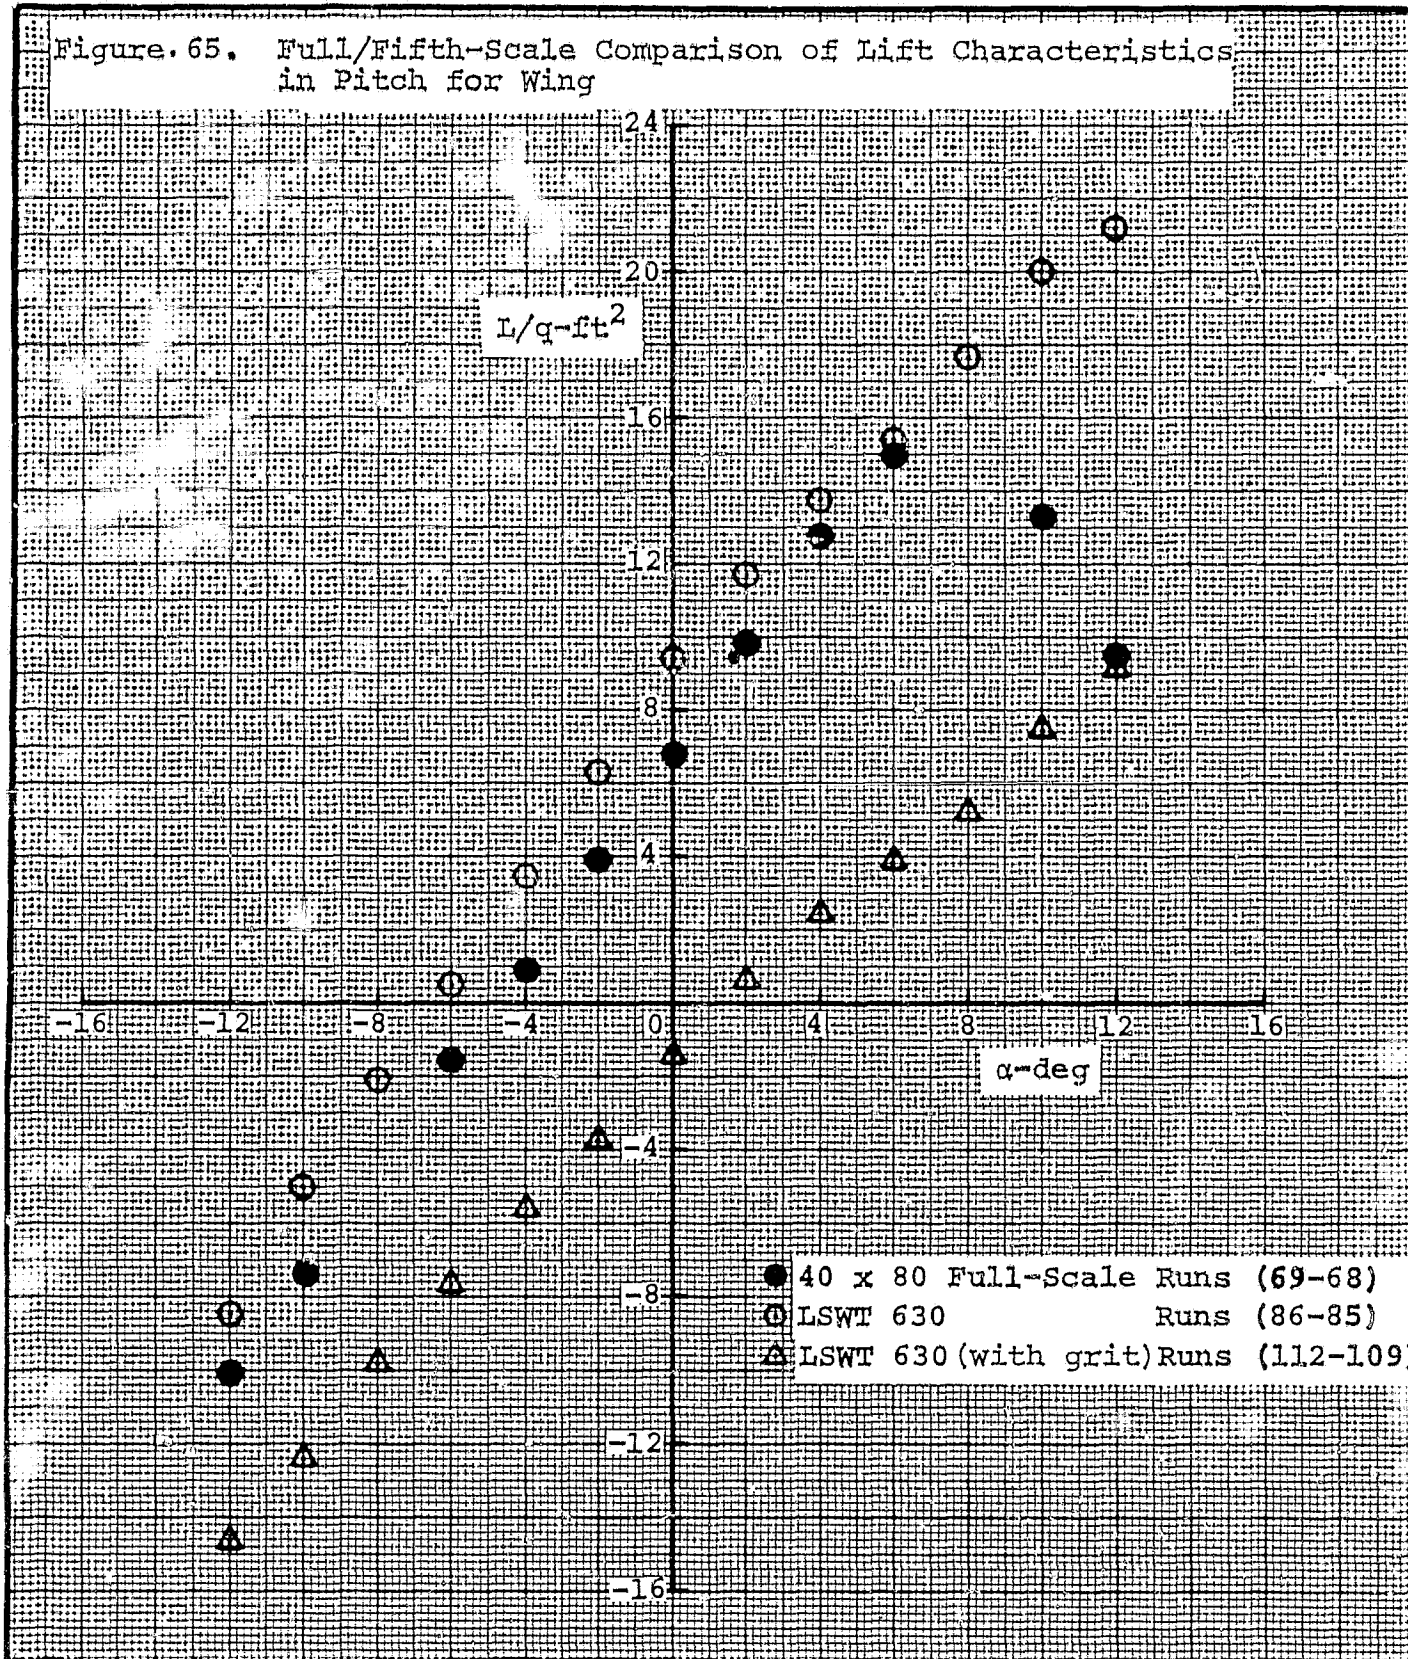 Figure.65. Full/Fifth-Scale Comparison of Lift Characteristics
in Pitch for Wing
24
20
L/q-ft²
16
12
8
4
-16 -12 -8 -4 0 4 8 12 16
α-deg
-4
● 40 x 80 Full-Scale Runs (69-68)
-8
LSWT 630 Runs (86-85)
LSWT 630(with grit)Runs (112-109)
-12
-16